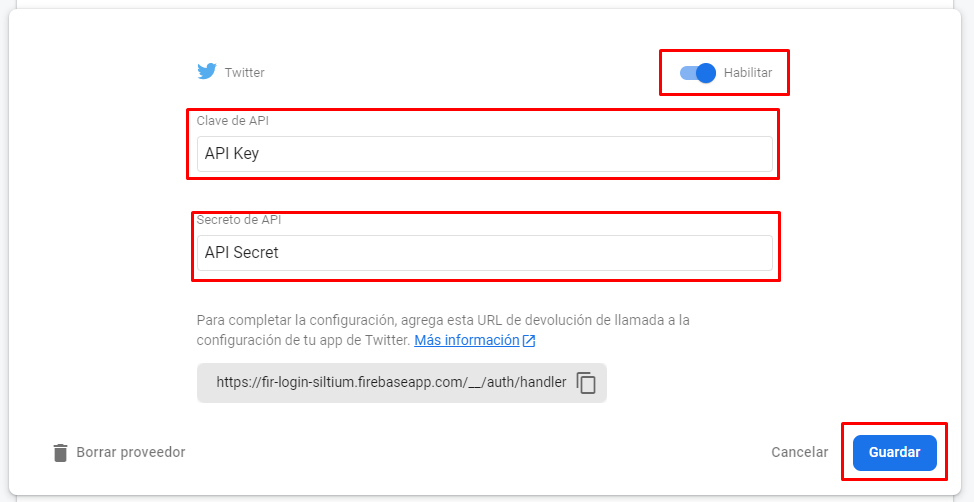 Twitter
Habilitar
Clave de API
API Key
Secreto de API
API Secret
Para completar la configuración, agrega esta URL de devolución de llamada a la
configuración de tu app de Twitter. Más información
https://fir-login-siltium.firebaseapp.com/__/auth/handler
Borrar proveedor
Cancelar
Guardar